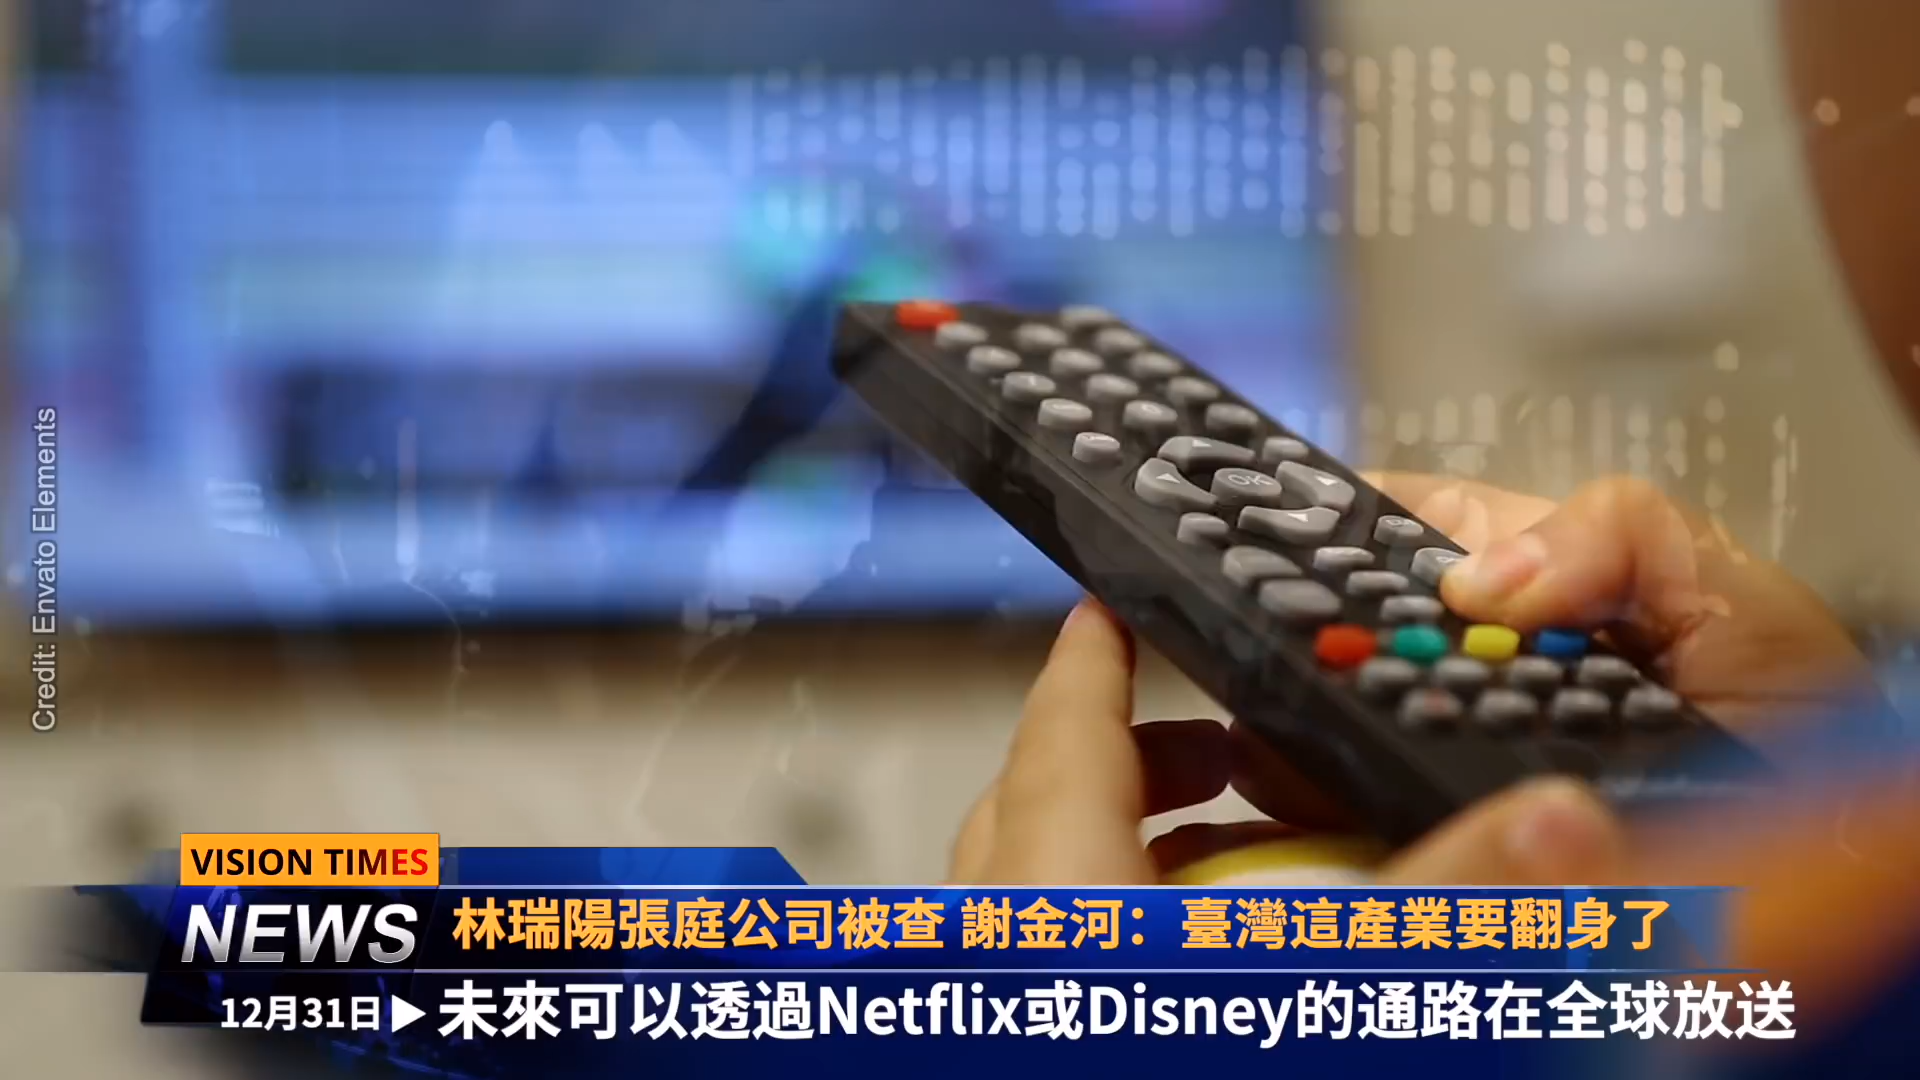 Credit: Envato Elements
OK
VISION TIMES
NEWS
林瑞陽張庭公司被查 謝金河：臺灣這產業要翻身了
12月31日▶未來可以透過Netflix或Disney的通路在全球放送